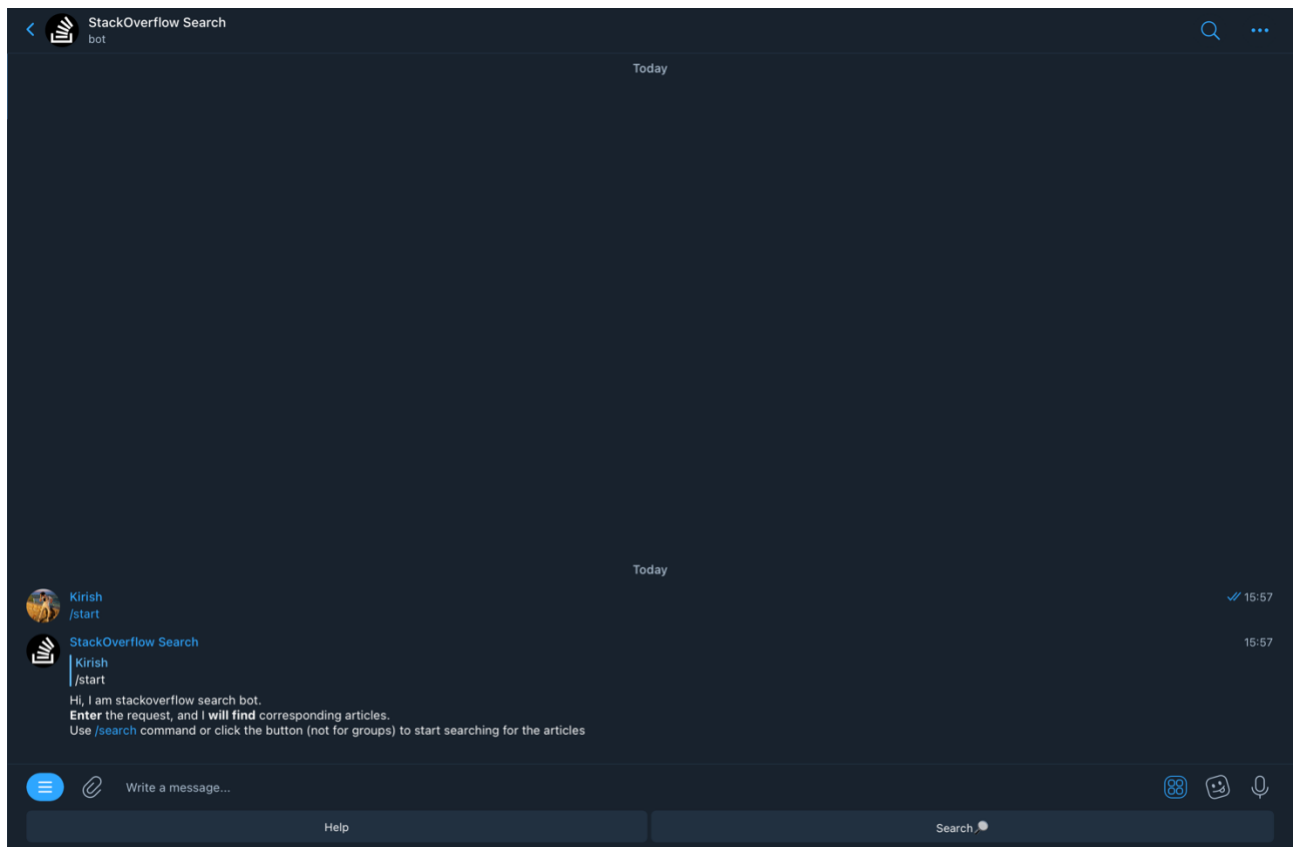 StackOverflow Search
bot
Today
Today
Kirish
15:57
/start
StackOverflow Search
15:57
Kirish
/start
Hi, I am stackoverflow search bot.
Enter the request, and I will find corresponding articles.
Use /search command or click the button (not for groups) to start searching for the articles
Write a message...
Help
Search